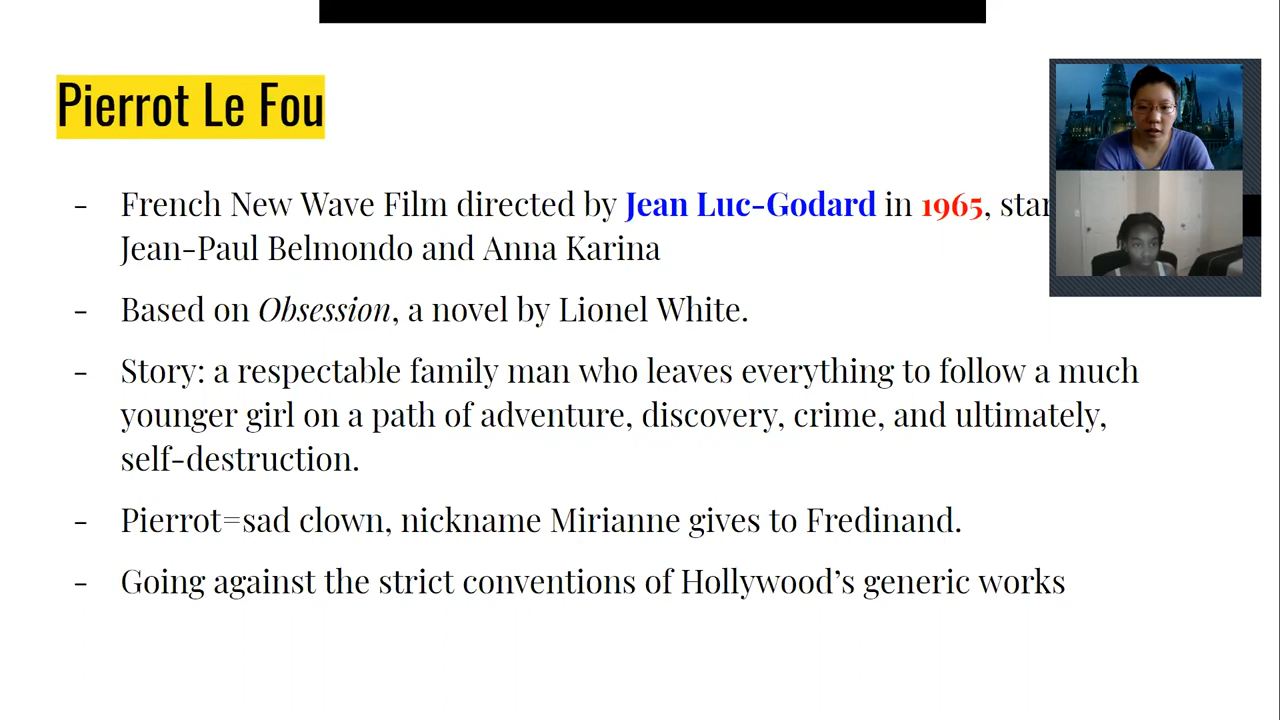 Pierrot Le Fou
- French New Wave Film directed by Jean Luc-Godard in 1965,
Jean-Paul Belmondo and Anna Karina
- Based on Obsession, a novel by Lionel White.
- Story: a respectable family man who leaves everything to follow a much
younger girl on a path of adventure, discovery, crime, and ultimately,
self-destruction.
- Pierrot=sad clown, nickname Mirianne gives to Fredinand.
- Going against the strict conventions of Hollywood’s generic works